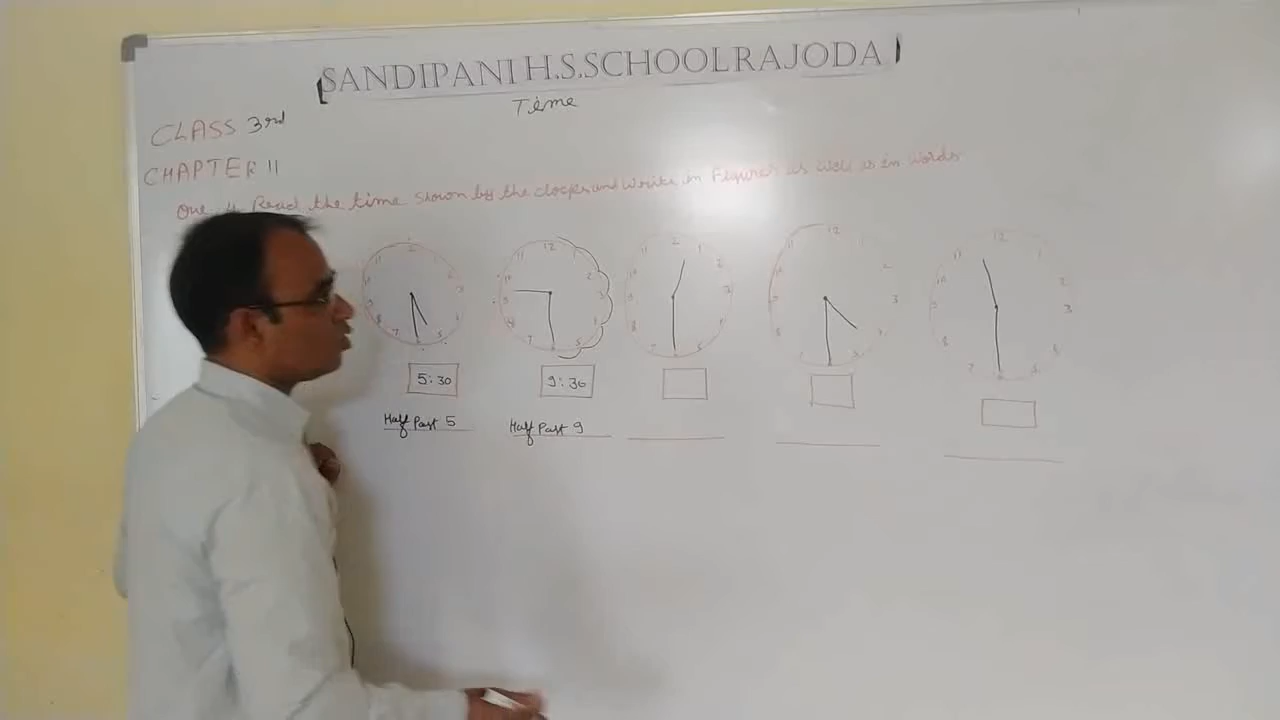 SANDIPANI H.S.SCHOOL RAJODA
Time
CLASS 3rd
CHAPTER 11
Read the time shown by the clocks and write in Figures as well as in words
5:30
9:30
Half Past 5
Half Past 9